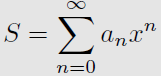 S = \sum_{n=0}^{\infty} a_n x^n